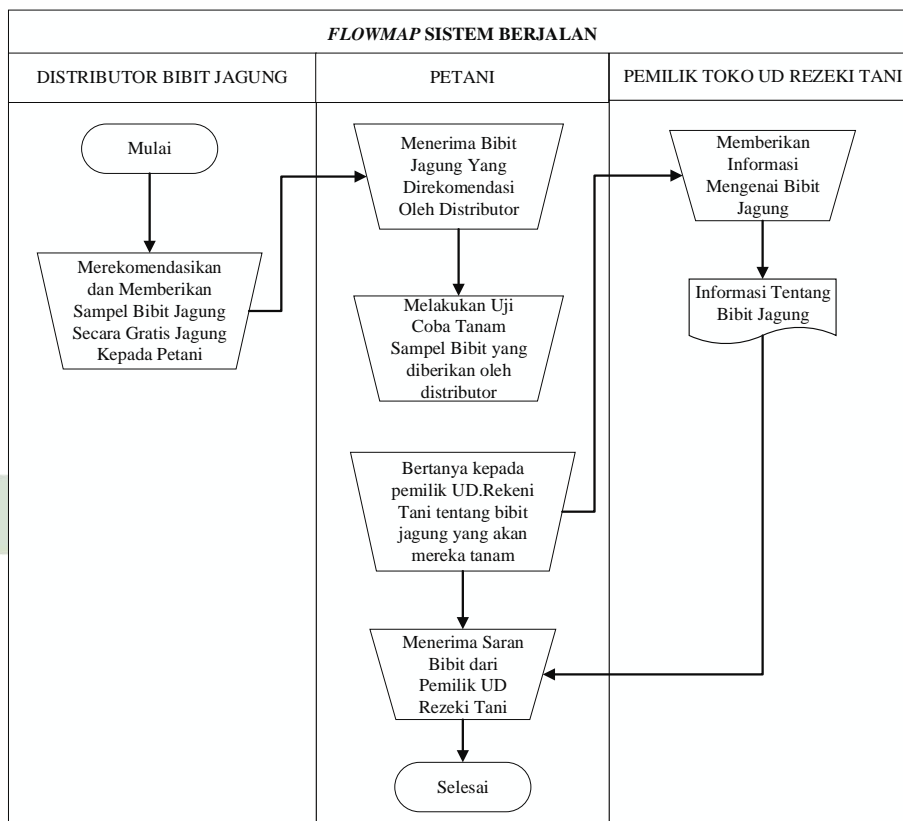 FLOWMAP SISTEM BERJALAN
DISTRIBUTOR BIBIT JAGUNG
PETANI
PEMILIK TOKO UD REZEKI TANI
Mulai
Merekomendasikan
dan Memberikan
Sampel Bibit Jagung
Secara Gratis Jagung
Kepada Petani
Menerima Bibit
Jagung Yang
Direkomendasi
Oleh Distributor
Melakukan Uji
Coba Tanam
Sampel Bibit yang
diberikan oleh
distributor
Bertanya kepada
pemilik UD.Rekeni
Tani tentang bibit
jagung yang akan
mereka tanam
Memberikan
Informasi
Mengenai Bibit
Jagung
Informasi Tentang
Bibit Jagung
Menerima Saran
Bibit dari
Pemilik UD
Rezeki Tani
Selesai